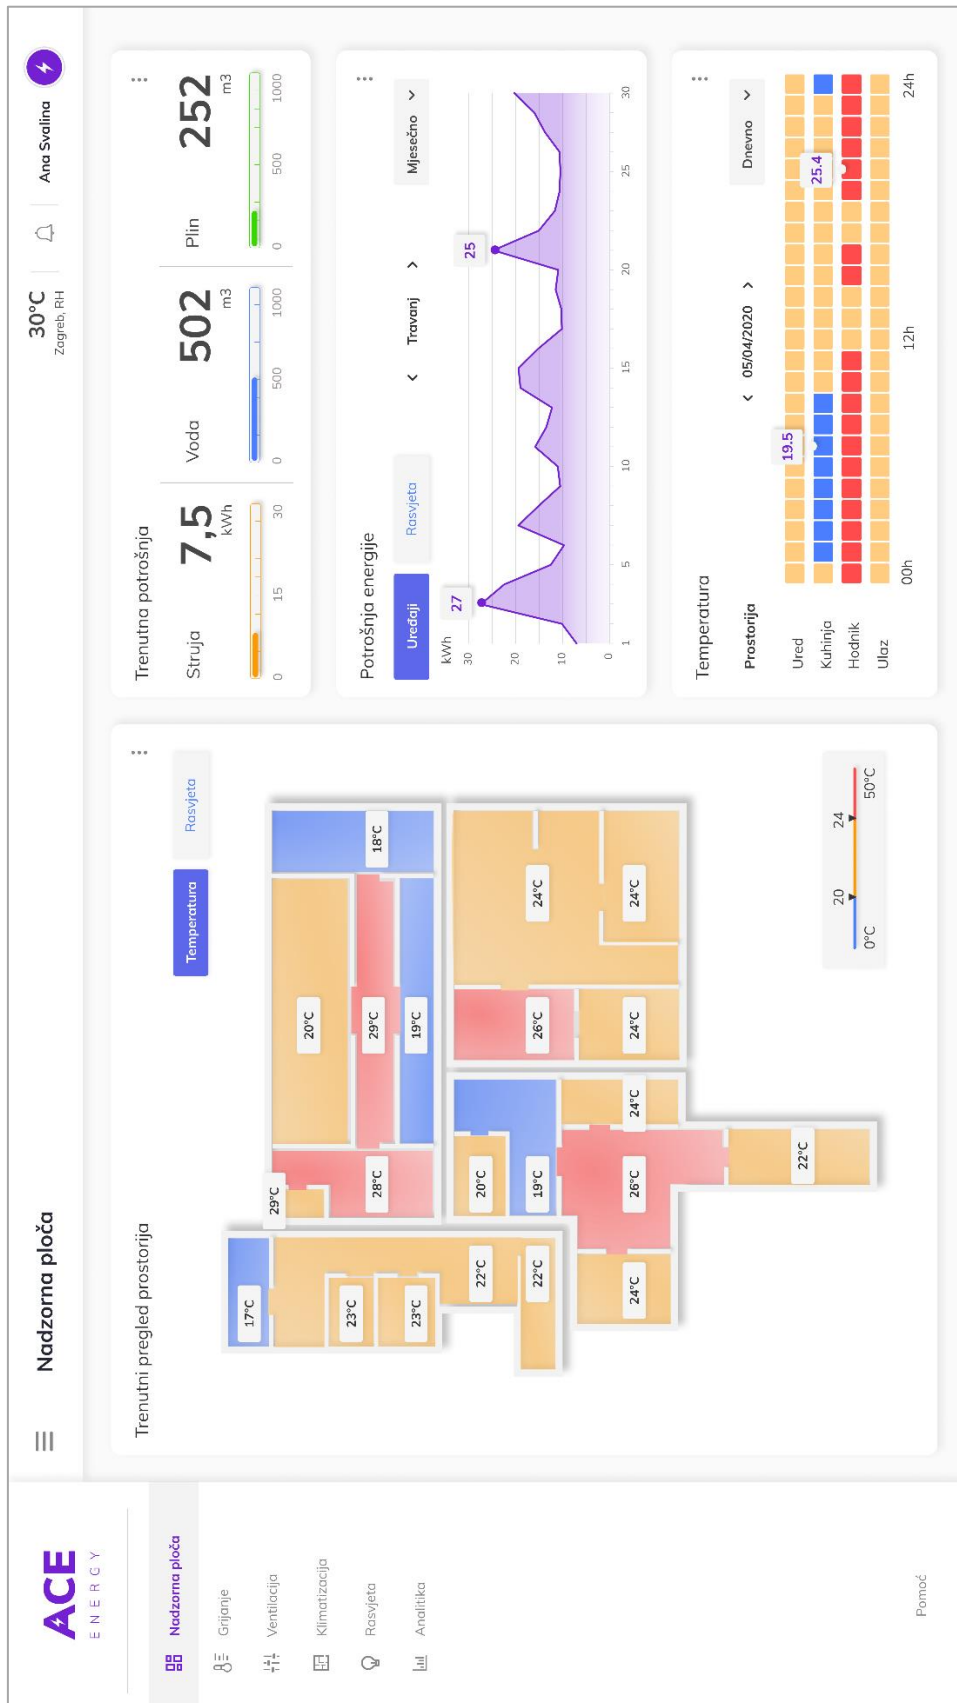 ACE
ENERGY
Nadzorna ploča
Grijanje
Ventilacija
Klimatizacija
Rasvjeta
Analitika
Pomoć
Nadzorna ploča
30°C
Zagreb, RH
Ana Svalina
Trenutni pregled prostorija
Temperatura
Rasvjeta
17°C
29°C
20°C
23°C
28°C
29°C
18°C
23°C
19°C
22°C
20°C
22°C
19°C
26°C
24°C
24°C
26°C
24°C
24°C
24°C
22°C
20
24
0°C
50°C
Trenutna potrošnja
Struja
7,5
kWh
0
15
30
Voda
502
m3
0
500
1000
Plin
252
m3
0
500
1000
Potrošnja energije
Uređaji
Rasvjeta
Travanj
Mjesečno
kWh
30
20
10
0
27
25
1
5
10
15
20
25
30
Temperatura
Prostorija
05/04/2020
Dnevno
Ured
Kuhinja
Hodnik
Ulaz
19.5
25.4
00h
12h
24h